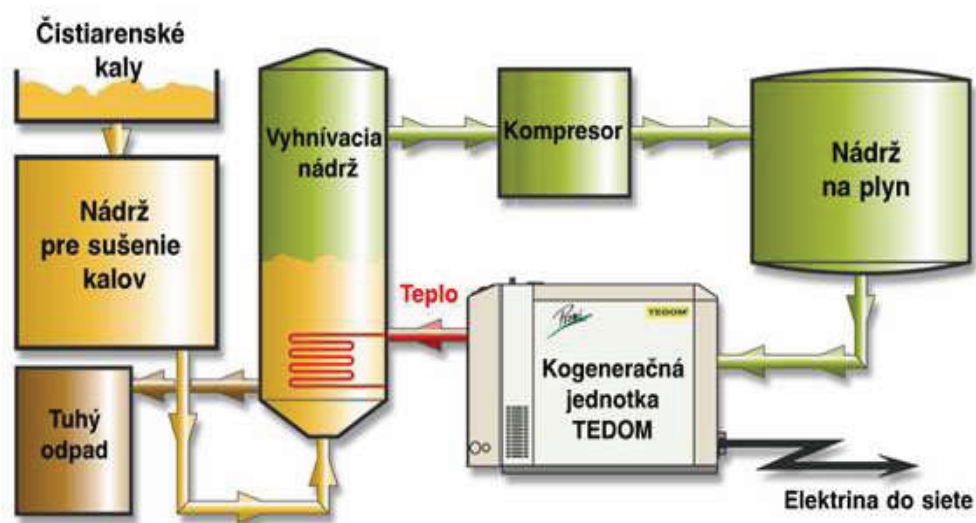 Čistiarenské
kaly
Nádrž
pre sušenie
kalov
Tuhý
odpad
Vyhnívacia
nádrž
Kompresor
Nádrž
na plyn
Teplo
TEDOM
Kogeneračná
jednotka
TEDOM
Elektrina do siete